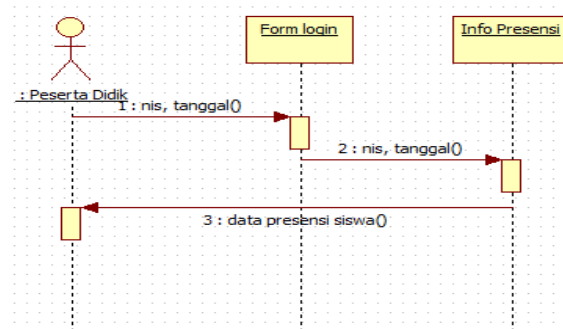 Form login
Info Presensi
: Peserta Didik
1 : nis, tanggal()
2 : nis, tanggal()
3 : data presensi siswa()